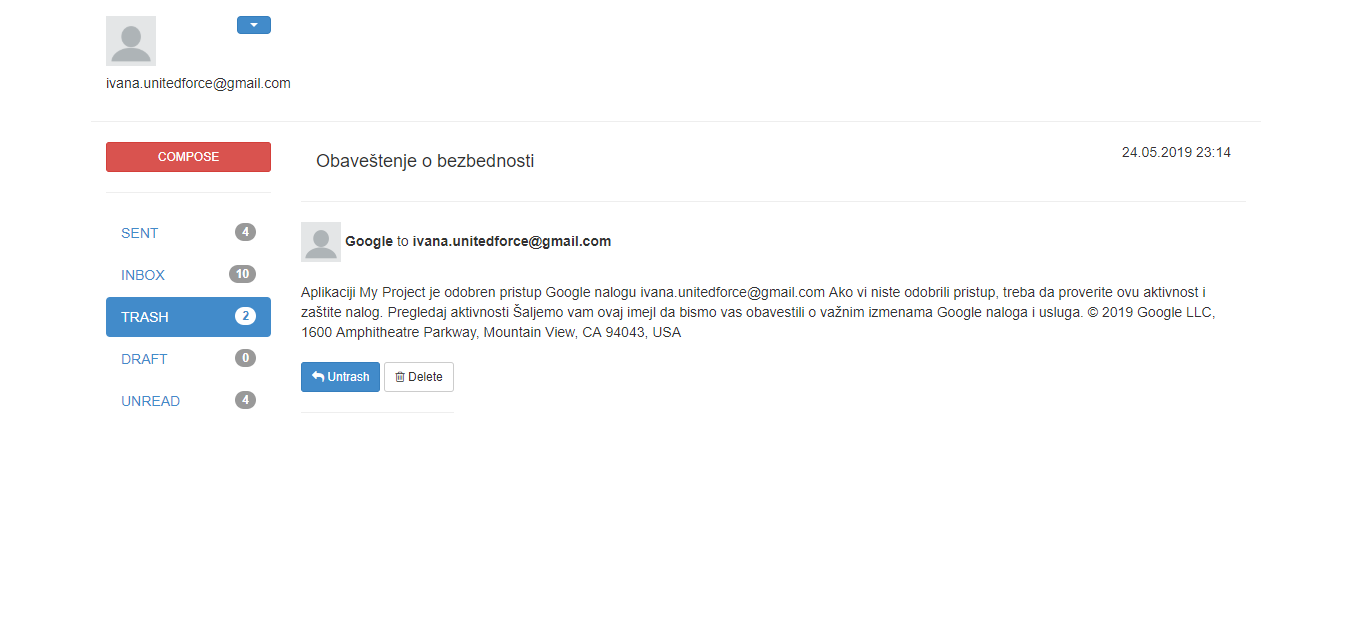 ivana.unitedforce@gmail.com
COMPOSE
Obaveštenje o bezbednosti
24.05.2019 23:14
SENT 4
INBOX 10
TRASH 2
DRAFT 0
UNREAD 4
Google to ivana.unitedforce@gmail.com
Aplikaciji My Project je odobren pristup Google nalogu ivana.unitedforce@gmail.com Ako vi niste odobrili pristup, treba da proverite ovu aktivnost i
zaštite nalog. Pregledaj aktivnosti Šaljemo vam ovaj imejl da bismo vas obavestili o važnim izmenama Google naloga i usluga. © 2019 Google LLC,
1600 Amphitheatre Parkway, Mountain View, CA 94043, USA
Untrash Delete